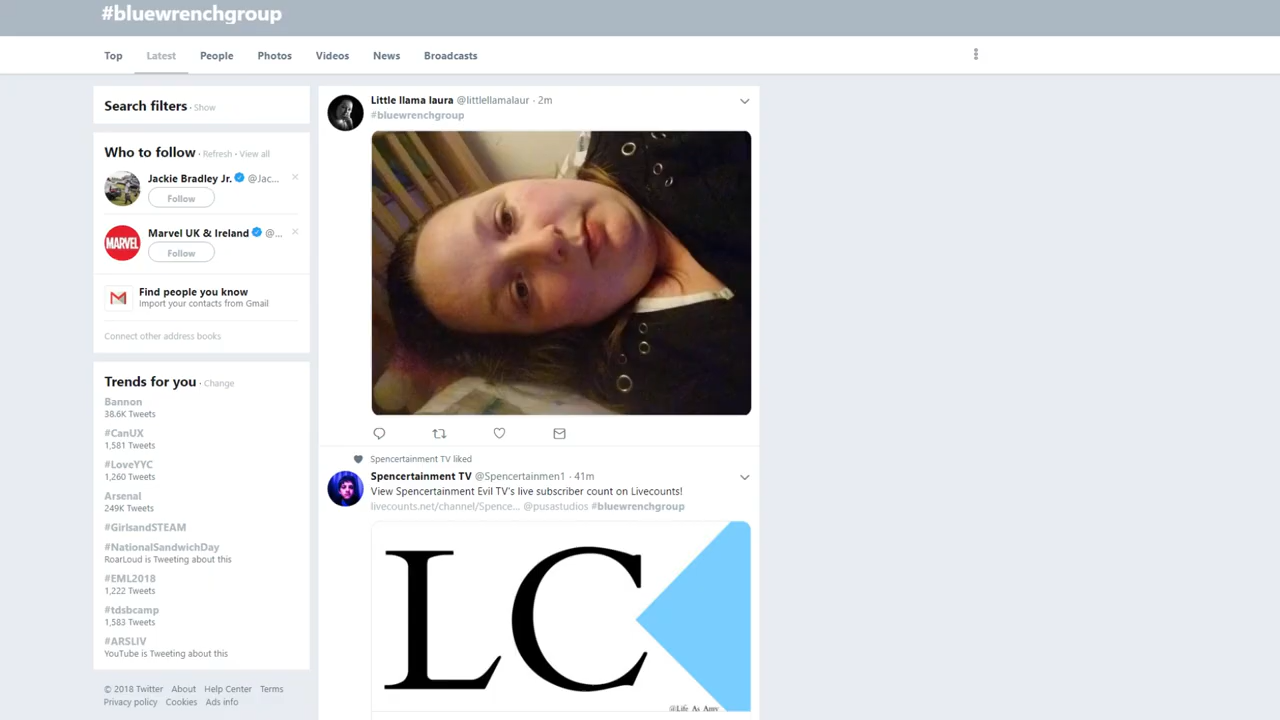 #bluewrenchgroup
Top Latest People Photos Videos News Broadcasts
Search filters · Show
Who to follow · Refresh · View all
Jackie Bradley Jr. @Jac...
Follow
Marvel UK & Ireland @...
MARVEL
Follow
Find people you know
Import your contacts from Gmail
Connect other address books
Trends for you · Change
Bannon
38.6K Tweets
#CanUX
1,581 Tweets
#LoveYYC
1,260 Tweets
Arsenal
249K Tweets
#GirlsandSTEAM
#NationalSandwichDay
RoarLoud is Tweeting about this
#EML2018
1,222 Tweets
#tdsbcamp
1,583 Tweets
#ARSLIV
YouTube is Tweeting about this
© 2018 Twitter About Help Center Terms
Privacy policy Cookies Ads info
Little llama laura @littlellamalaur · 2m
#bluewrenchgroup
Spencertainment TV liked
Spencertainment TV @Spencertainmen1 · 41m
View Spencertainment Evil TV's live subscriber count on Livecounts!
livecounts.net/channel/Spence... @pusastudios #bluewrenchgroup
LC
@Life_As_Amy